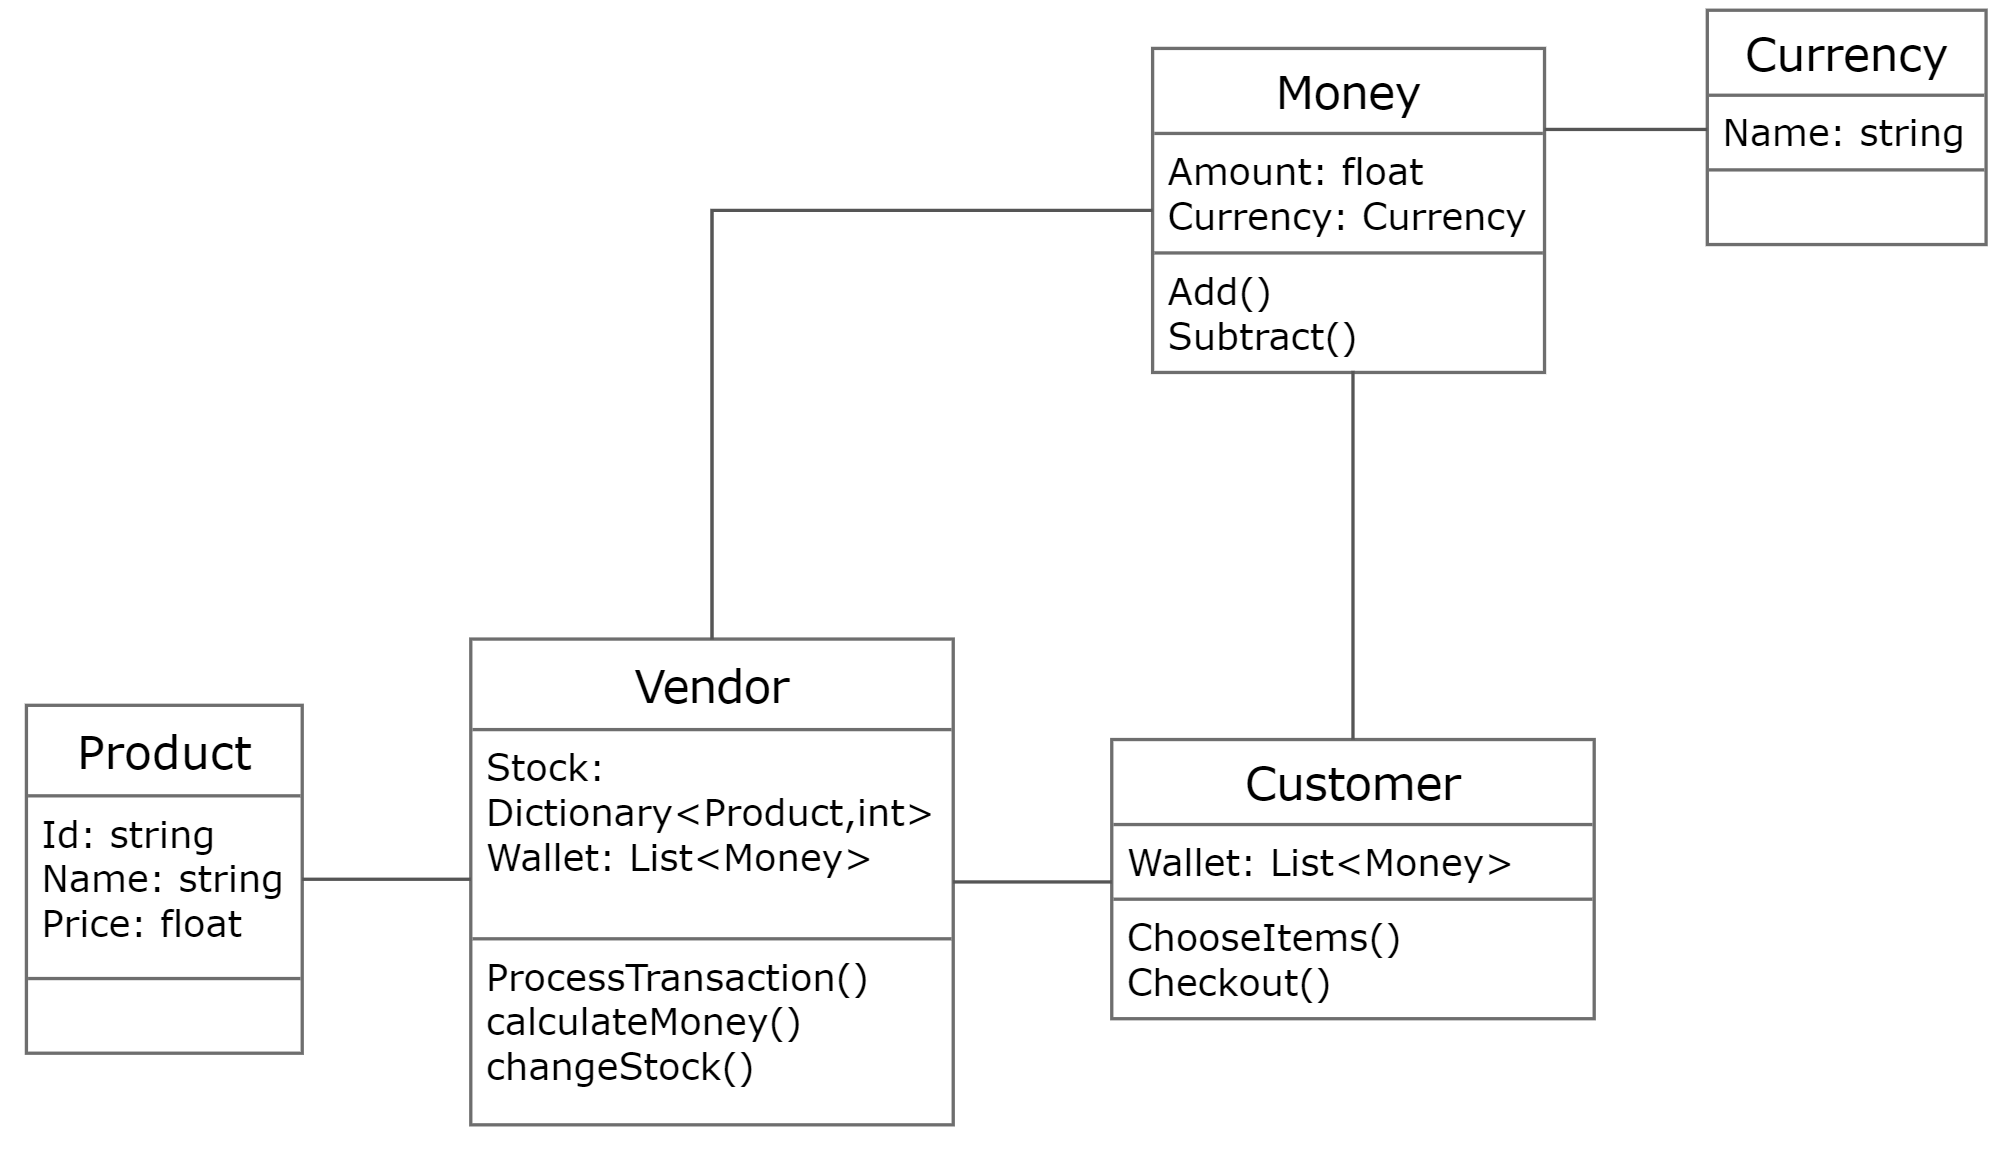 Currency
Name: string
Money
Amount: float
Currency: Currency
Add()
Subtract()
Vendor
Stock:
Dictionary<Product,int>
Wallet: List<Money>
ProcessTransaction()
calculateMoney()
changeStock()
Product
Id: string
Name: string
Price: float
Customer
Wallet: List<Money>
ChooseItems()
Checkout()